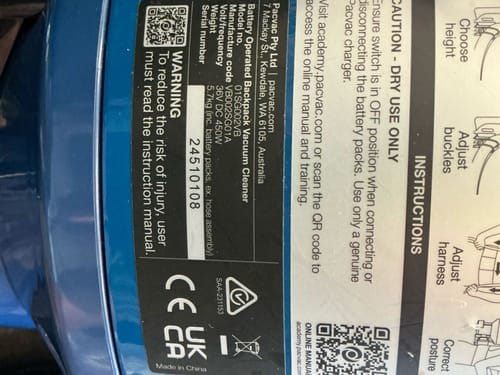 Choose
height
Adjust
buckles
Adjust
harness
Correct
posture
INSTRUCTIONS
CAUTION - DRY USE ONLY
Ensure switch is in OFF position when connecting or
disconnecting the battery packs. Use only a genuine
Pacvac charger.
Visit academy.pacvac.com or scan the QR code to
access the online manual and training.
ONLINE MANUAL
academy.pacvac.com
Pacvac Pty Ltd | pacvac.com
7 Mackay St., Kewdale, WA 6105, Australia
Battery Operated Backpack Vacuum Cleaner
Model no.
Manufacture code VB0002S01A
Volt/frequency 36V DC 450W
Weight 5.7kg (inc. battery packs, ex. hose assembly)
Serial number 24510108
WARNING
To reduce the risk of injury, user
must read the instruction manual.
SAA-231153
CE
UK
CA
Made in China